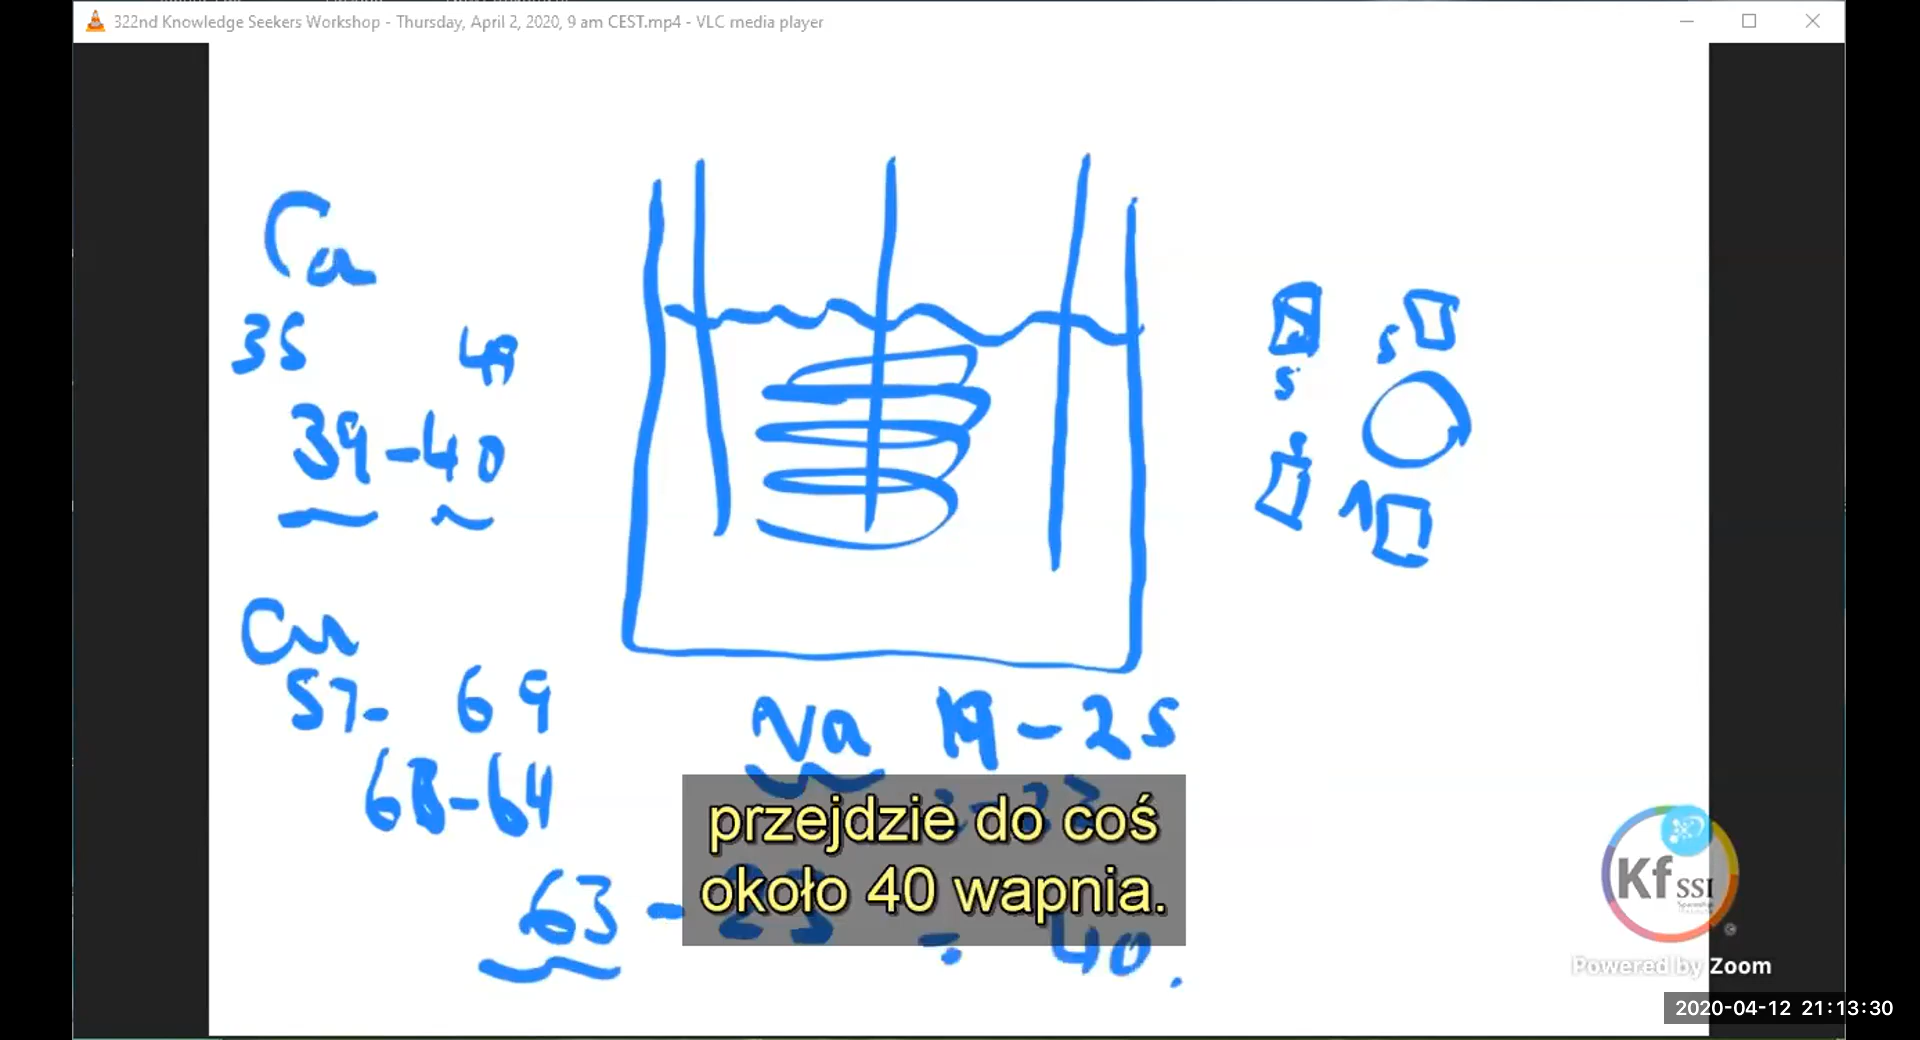 322nd Knowledge Seekers Workshop - Thursday, April 2, 2020, 9 am CEST.mp4 - VLC media player
Ca
35
39-40
Cu
57- 69
63-64
63 - 23 = 40.
Na 19-25
S
S
S
przejdzie do coś
około 40 wapnia.
Kf SSI
Powered by Zoom
2020-04-12 21:13:30